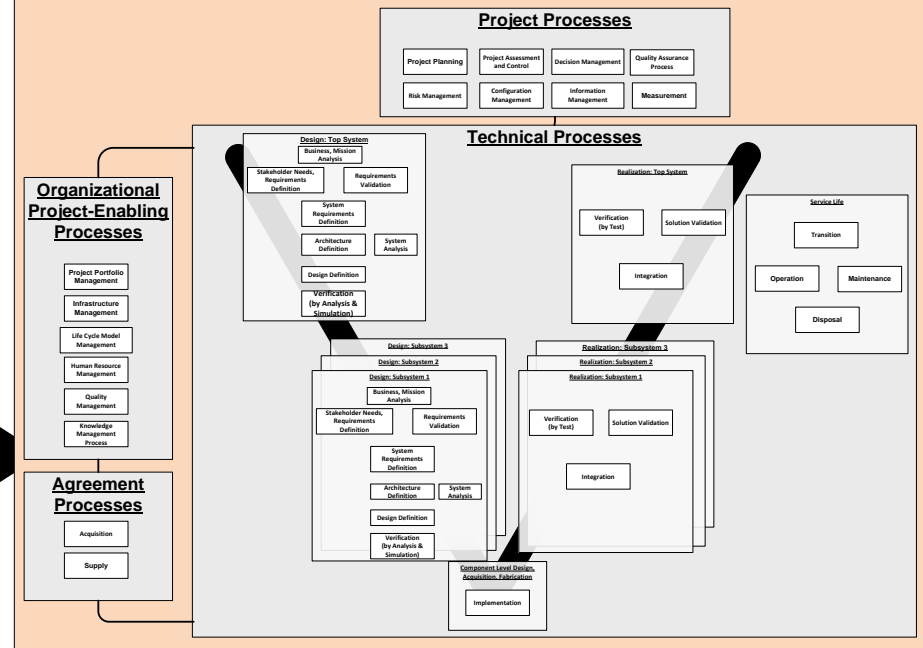 Project Processes
Project Planning
Project Assessment
and Control
Decision Management
Quality Assurance
Process
Risk Management
Configuration
Management
Information
Management
Measurement
Technical Processes
Design: Top System
Business, Mission
Analysis
Stakeholder Needs,
Requirements
Definition
Requirements
Validation
System
Requirements
Definition
Architecture
Definition
System
Analysis
Design Definition
Verification
(by Analysis &
Simulation)
Realization: Top System
Verification
(by Test)
Solution Validation
Integration
Service Life
Transition
Operation
Maintenance
Disposal
Organizational
Project-Enabling
Processes
Project Portfolio
Management
Infrastructure
Management
Life Cycle Model
Management
Human Resource
Management
Quality
Management
Knowledge
Management
Process
Agreement
Processes
Acquisition
Supply
Design: Subsystem 3
Design: Subsystem 2
Design: Subsystem 1
Business, Mission
Analysis
Stakeholder Needs,
Requirements
Definition
Requirements
Validation
System
Requirements
Definition
Architecture
Definition
System
Analysis
Design Definition
Verification
(by Analysis &
Simulation)
Realization: Subsystem 3
Realization: Subsystem 2
Realization: Subsystem 1
Verification
(by Test)
Solution Validation
Integration
Component Level Design,
Acquisition, Fabrication
Implementation